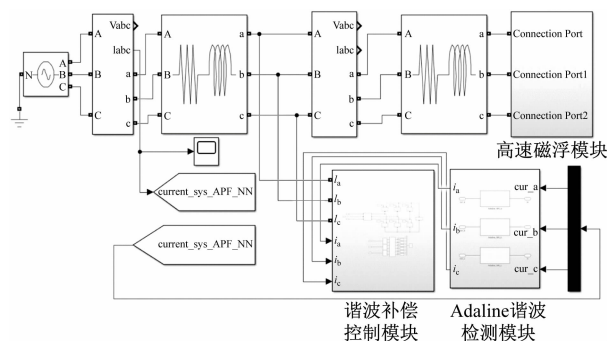 Vabc
Iabc
A
B
C
a
b
c
N
A
B
C
A
B
C
a
b
c
Vabc
Iabc
A
B
C
a
b
c
A
B
C
a
b
c
Connection Port
Connection Port1
Connection Port2
高速磁浮模块
current_sys_APF_NN
current_sys_APF_NN
Ia
Ib
Ic
ia
ib
ic
谐波补偿
控制模块
ia
ib
ic
cur_a
cur_b
cur_c
Adaline谐波
检测模块